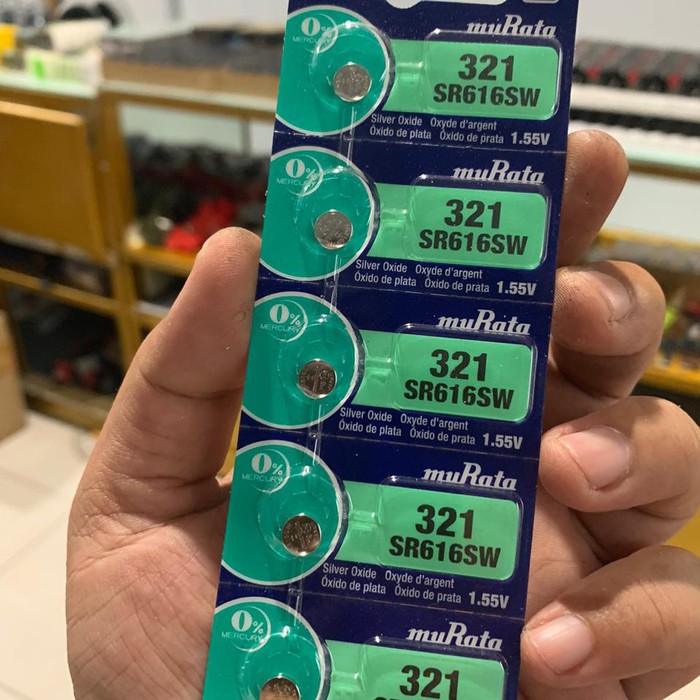 muRata
0%
MERCURY
321
SR616SW
Silver Oxide Oxyde d'argent
Óxido de plata Óxido de prata 1.55V
muRata
0%
MERCURY
321
SR616SW
Silver Oxide Oxyde d'argent
Óxido de plata Óxido de prata 1.55V
muRata
0%
MERCURY
321
SR616SW
Silver Oxide Oxyde d'argent
Óxido de plata Óxido de prata 1.55V
muRata
0%
MERCURY
321
SR616SW
Silver Oxide Oxyde d'argent
Óxido de plata Óxido de prata 1.55V
muRata
0%
MERCURY
321